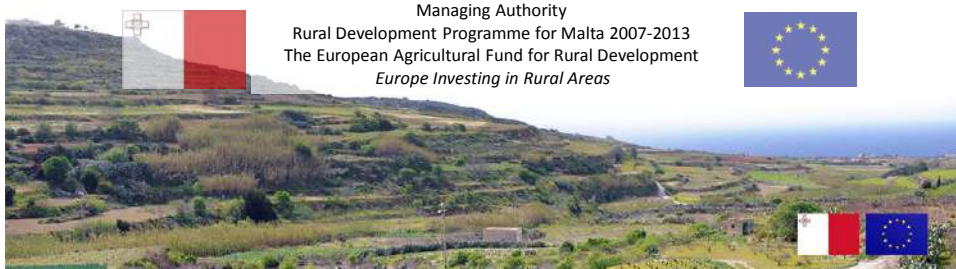 Managing Authority
Rural Development Programme for Malta 2007-2013
The European Agricultural Fund for Rural Development
Europe Investing in Rural Areas